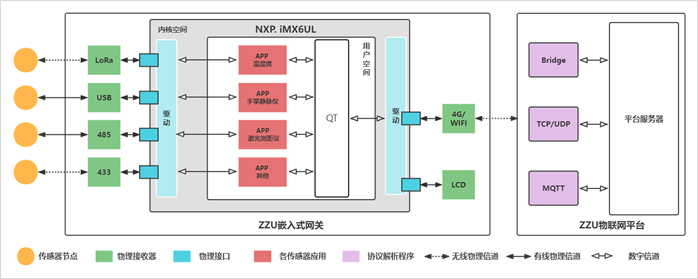 NXP. iMX6UL
内核空间
用户空间
LoRa
USB
485
433
驱动
APP
温湿度
APP
手掌静脉仪
APP
激光测距仪
APP
其他
QT
驱动
4G/
WIFI
LCD
ZZU嵌入式网关
Bridge
TCP/UDP
MQTT
平台服务器
ZZU物联网平台
传感器节点
物理接收器
物理接口
各传感器应用
协议解析程序
无线物理信道
有线物理信道
数字信道